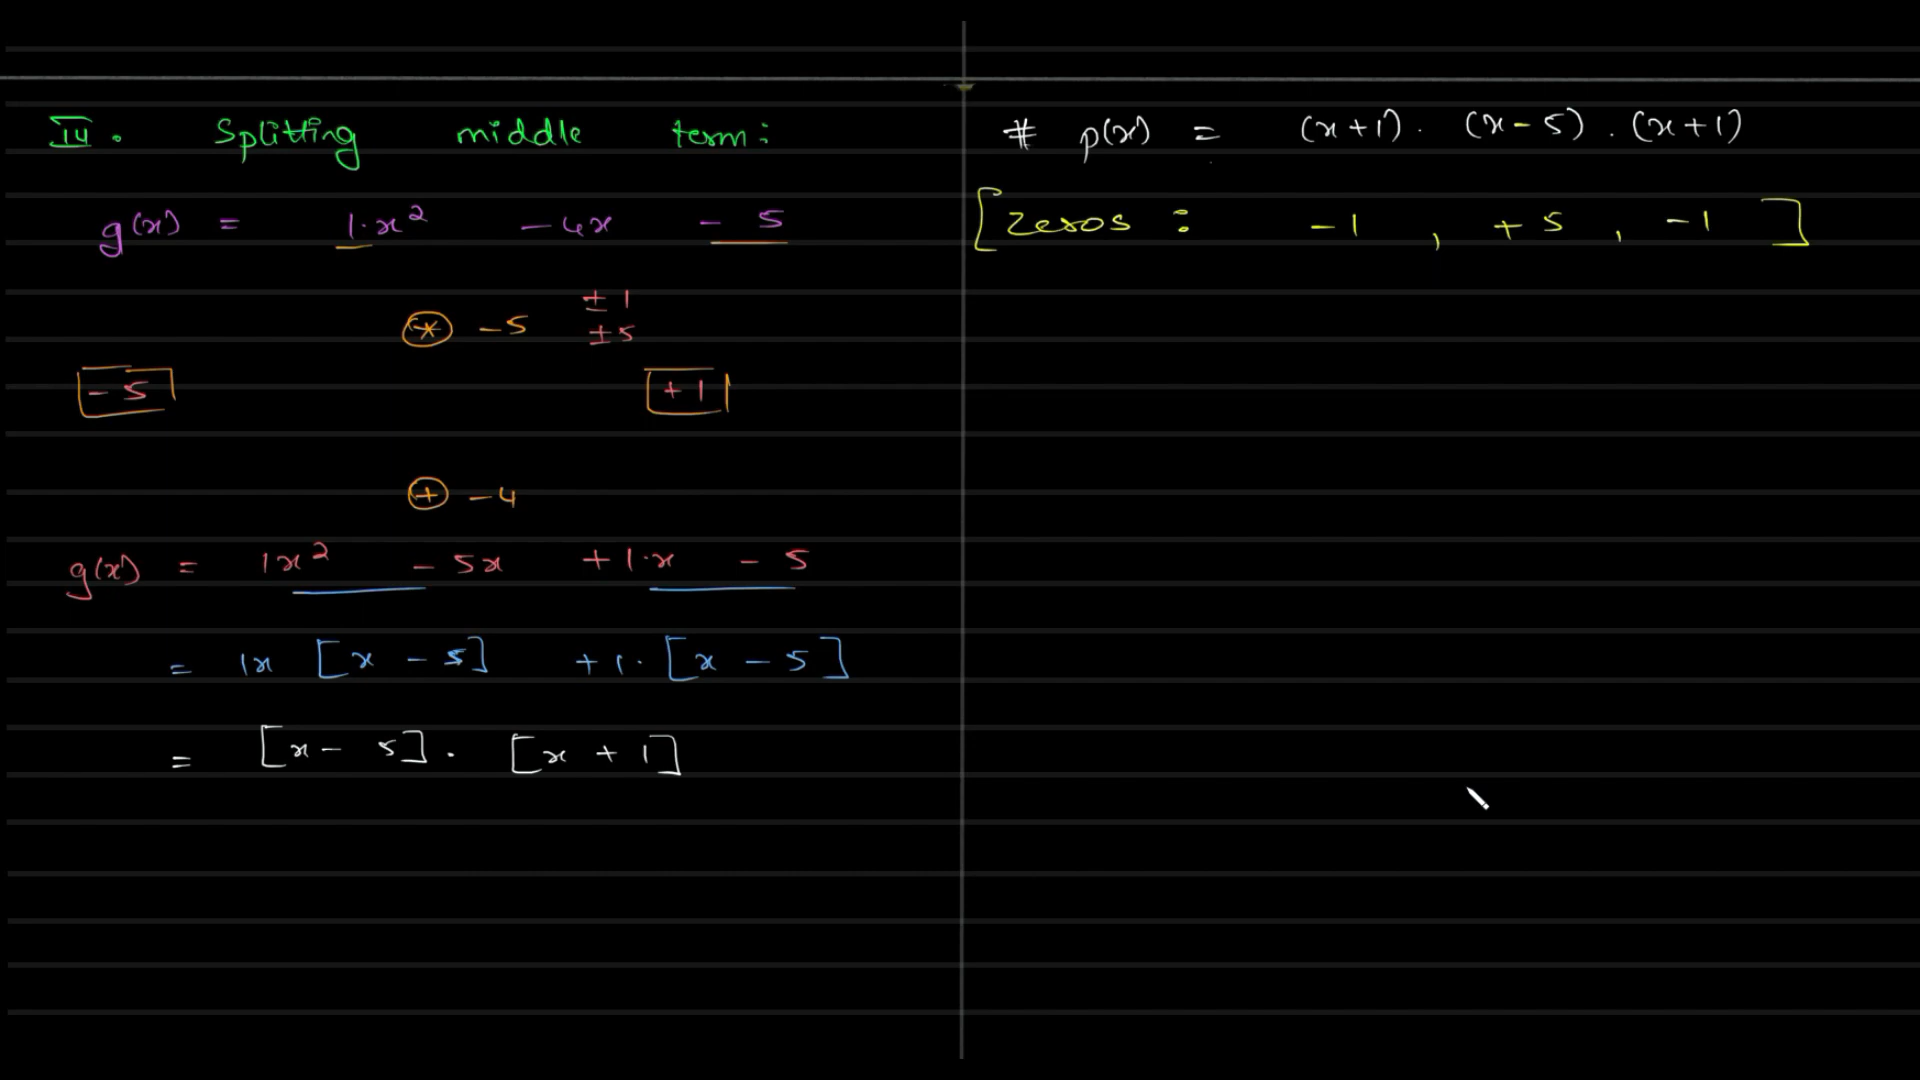 III. Splitting middle term:
g(x) = 1·x² - 4x - 5
* - 5 ± 1
± 5
- 5 + 1
+ - 4
g(x) = 1x² - 5x + 1·x - 5
= 1x [x - 5] + 1·[x - 5]
= [x - 5]. [x + 1]
# p(x) = (x+1). (x-5).(x+1)
[zeros : -1 , +5 , -1]